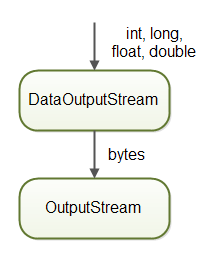 int, long,
float, double
DataOutputStream
bytes
OutputStream